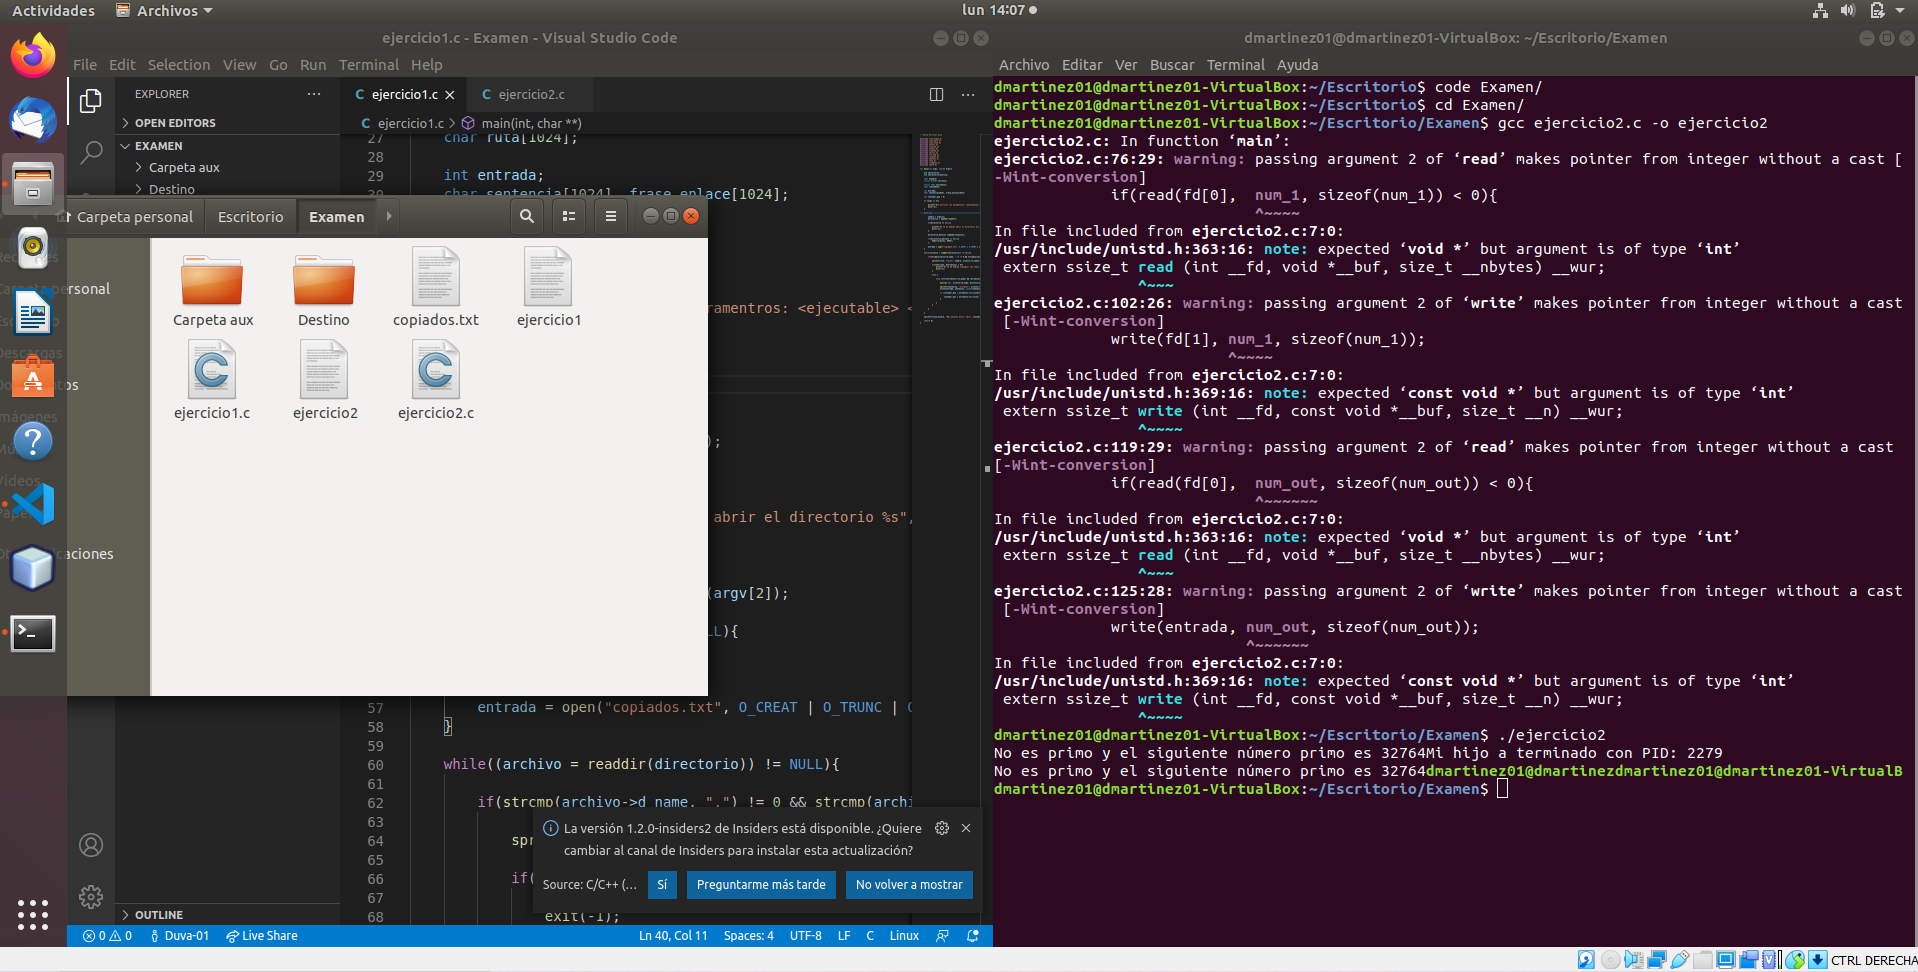 Actividades
Archivos
lun 14:07
ejercicio1.c - Examen - Visual Studio Code
File Edit Selection View Go Run Terminal Help
EXPLORER
OPEN EDITORS
EXAMEN
Carpeta aux
Destino
ejercicio1.c
ejercicio2.c
ejercicio1.c > main(int, char **)
27 char ruta[1024];
28
29 int entrada;
30 char sentencia[1024], frase_enlace[1024];
Carpeta personal Escritorio Examen
Carpeta aux
Destino
copiados.txt
ejercicio1
ejercicio1.c
ejercicio2
ejercicio2.c
ersonal
os
caciones
ramentros: <ejecutable> <
);
abrir el directorio %s",
(argv[2]);
LL){
57 entrada = open("copiados.txt", O_CREAT | O_TRUNC | O
58 }
59
60 while((archivo = readdir(directorio)) != NULL){
61
62 if(strcmp(archivo->d_name, ".") != 0 && strcmp(archi
63
64 spr
65
66 if(
67
68 exit(-1);
La versión 1.2.0-insiders2 de Insiders está disponible. ¿Quiere
cambiar al canal de Insiders para instalar esta actualización?
Source: C/C++ (...
Sí
Preguntarme más tarde
No volver a mostrar
OUTLINE
0 0 Duva-01 Live Share
Ln 40, Col 11 Spaces: 4 UTF-8 LF C Linux
dmartinez01@dmartinez01-VirtualBox: ~/Escritorio/Examen
Archivo Editar Ver Buscar Terminal Ayuda
dmartinez01@dmartinez01-VirtualBox:~/Escritorio$ code Examen/
dmartinez01@dmartinez01-VirtualBox:~/Escritorio$ cd Examen/
dmartinez01@dmartinez01-VirtualBox:~/Escritorio/Examen$ gcc ejercicio2.c -o ejercicio2
ejercicio2.c: In function ‘main’:
ejercicio2.c:76:29: warning: passing argument 2 of ‘read’ makes pointer from integer without a cast [
-Wint-conversion]
if(read(fd[0],  num_1, sizeof(num_1)) < 0){
^~~~~
In file included from ejercicio2.c:7:0:
/usr/include/unistd.h:363:16: note: expected ‘void *’ but argument is of type ‘int’
extern ssize_t read (int __fd, void *__buf, size_t __nbytes) __wur;
^~~~
ejercicio2.c:102:26: warning: passing argument 2 of ‘write’ makes pointer from integer without a cast
[-Wint-conversion]
write(fd[1], num_1, sizeof(num_1));
^~~~~
In file included from ejercicio2.c:7:0:
/usr/include/unistd.h:369:16: note: expected ‘const void *’ but argument is of type ‘int’
extern ssize_t write (int __fd, const void *__buf, size_t __n) __wur;
^~~~~
ejercicio2.c:119:29: warning: passing argument 2 of ‘read’ makes pointer from integer without a cast
[-Wint-conversion]
if(read(fd[0],  num_out, sizeof(num_out)) < 0){
^~~~~~~
In file included from ejercicio2.c:7:0:
/usr/include/unistd.h:363:16: note: expected ‘void *’ but argument is of type ‘int’
extern ssize_t read (int __fd, void *__buf, size_t __nbytes) __wur;
^~~~
ejercicio2.c:125:28: warning: passing argument 2 of ‘write’ makes pointer from integer without a cast
[-Wint-conversion]
write(entrada, num_out, sizeof(num_out));
^~~~~~~
In file included from ejercicio2.c:7:0:
/usr/include/unistd.h:369:16: note: expected ‘const void *’ but argument is of type ‘int’
extern ssize_t write (int __fd, const void *__buf, size_t __n) __wur;
^~~~~
dmartinez01@dmartinez01-VirtualBox:~/Escritorio/Examen$ ./ejercicio2
No es primo y el siguiente número primo es 32764Mi hijo a terminado con PID: 2279
No es primo y el siguiente número primo es 32764dmartinez01@dmartinezdmartinez01@dmartinez01-VirtualB
dmartinez01@dmartinez01-VirtualBox:~/Escritorio/Examen$
CTRL DERECHA